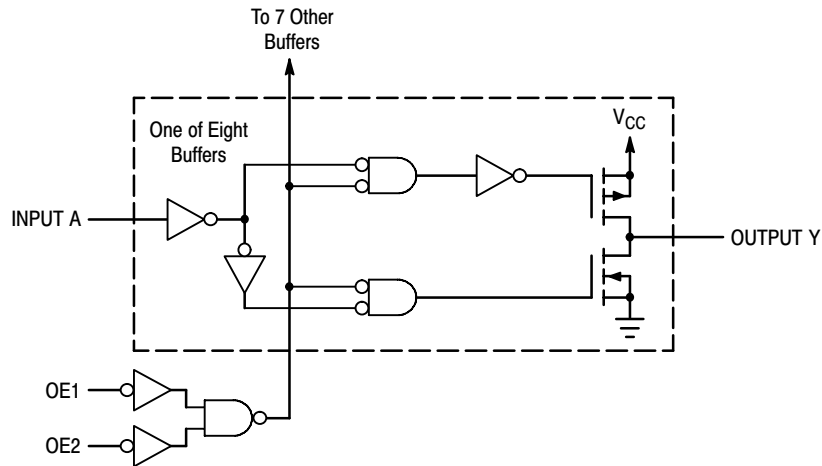 To 7 Other
Buffers
One of Eight
Buffers
VCC
INPUT A
OUTPUT Y
OE1
OE2